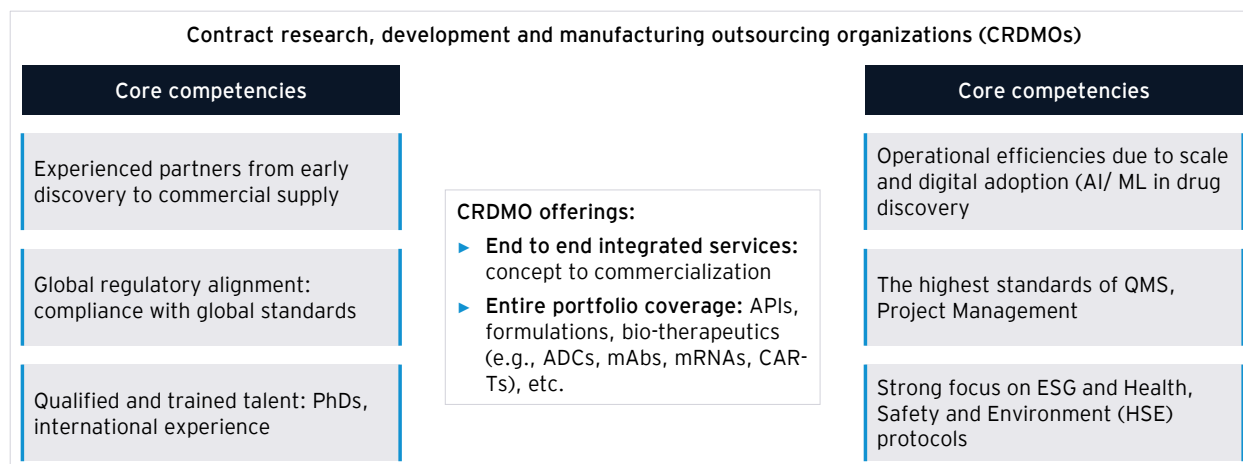 Contract research, development and manufacturing outsourcing organizations (CRDMOs)
Core competencies
Experienced partners from early
discovery to commercial supply
Global regulatory alignment:
compliance with global standards
Qualified and trained talent: PhDs,
international experience
CRDMO offerings:
► End to end integrated services:
concept to commercialization
► Entire portfolio coverage: APIs,
formulations, bio-therapeutics
(e.g., ADCs, mAbs, mRNAs, CAR-
Ts), etc.
Core competencies
Operational efficiencies due to scale
and digital adoption (AI/ ML in drug
discovery
The highest standards of QMS,
Project Management
Strong focus on ESG and Health,
Safety and Environment (HSE)
protocols